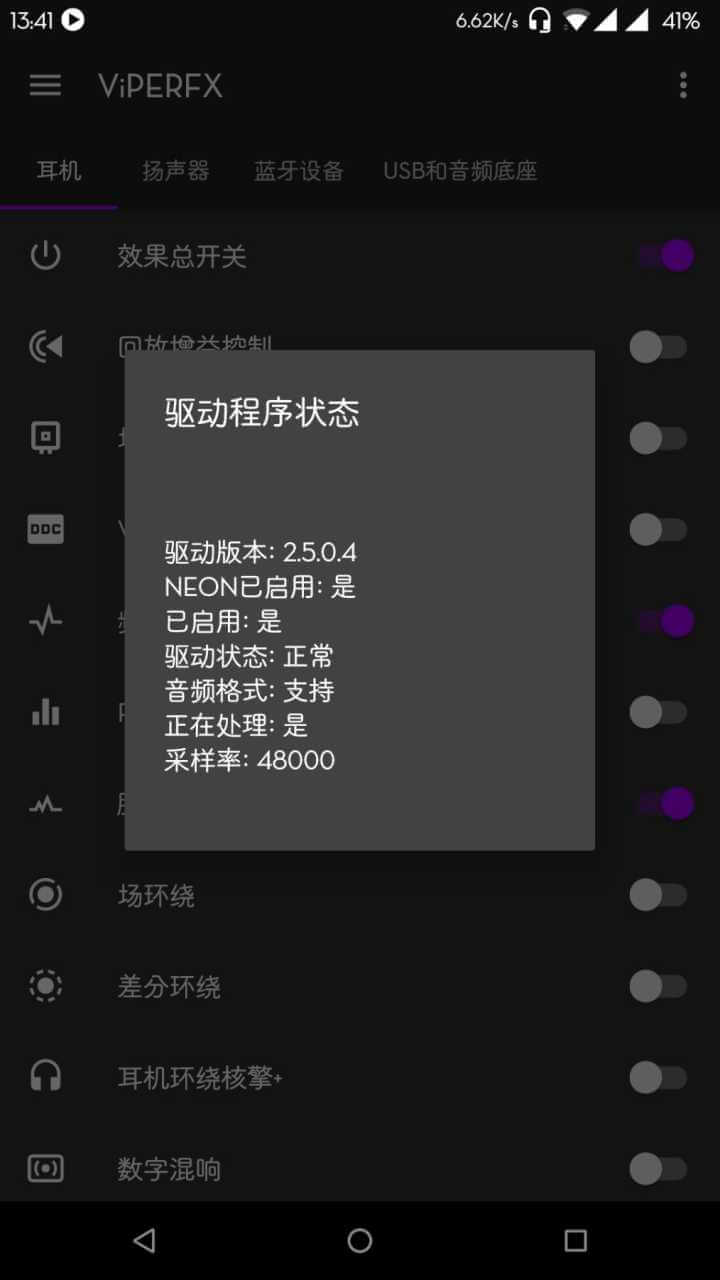 13:41
6.62K/s
41%
ViPERFX
耳机 扬声器 蓝牙设备 USB和音频底座
效果总开关
回放增益控制
DDC
驱动程序状态
驱动版本: 2.5.0.4
NEON已启用: 是
已启用: 是
驱动状态: 正常
音频格式: 支持
正在处理: 是
采样率: 48000
场环绕
差分环绕
耳机环绕核擎+
数字混响